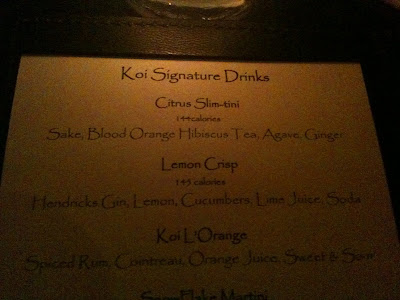 Koi Signature Drinks
Citrus Slim-tini
144calories
Sake, Blood Orange Hibiscus Tea, Agave, Ginger
Lemon Crisp
145 calories
Hendricks Gin, Lemon, Cucumbers, Lime Juice, Soda
Koi L'Orange
Spiced Rum, Cointreau, Orange Juice, Sweet & Sour
Martini